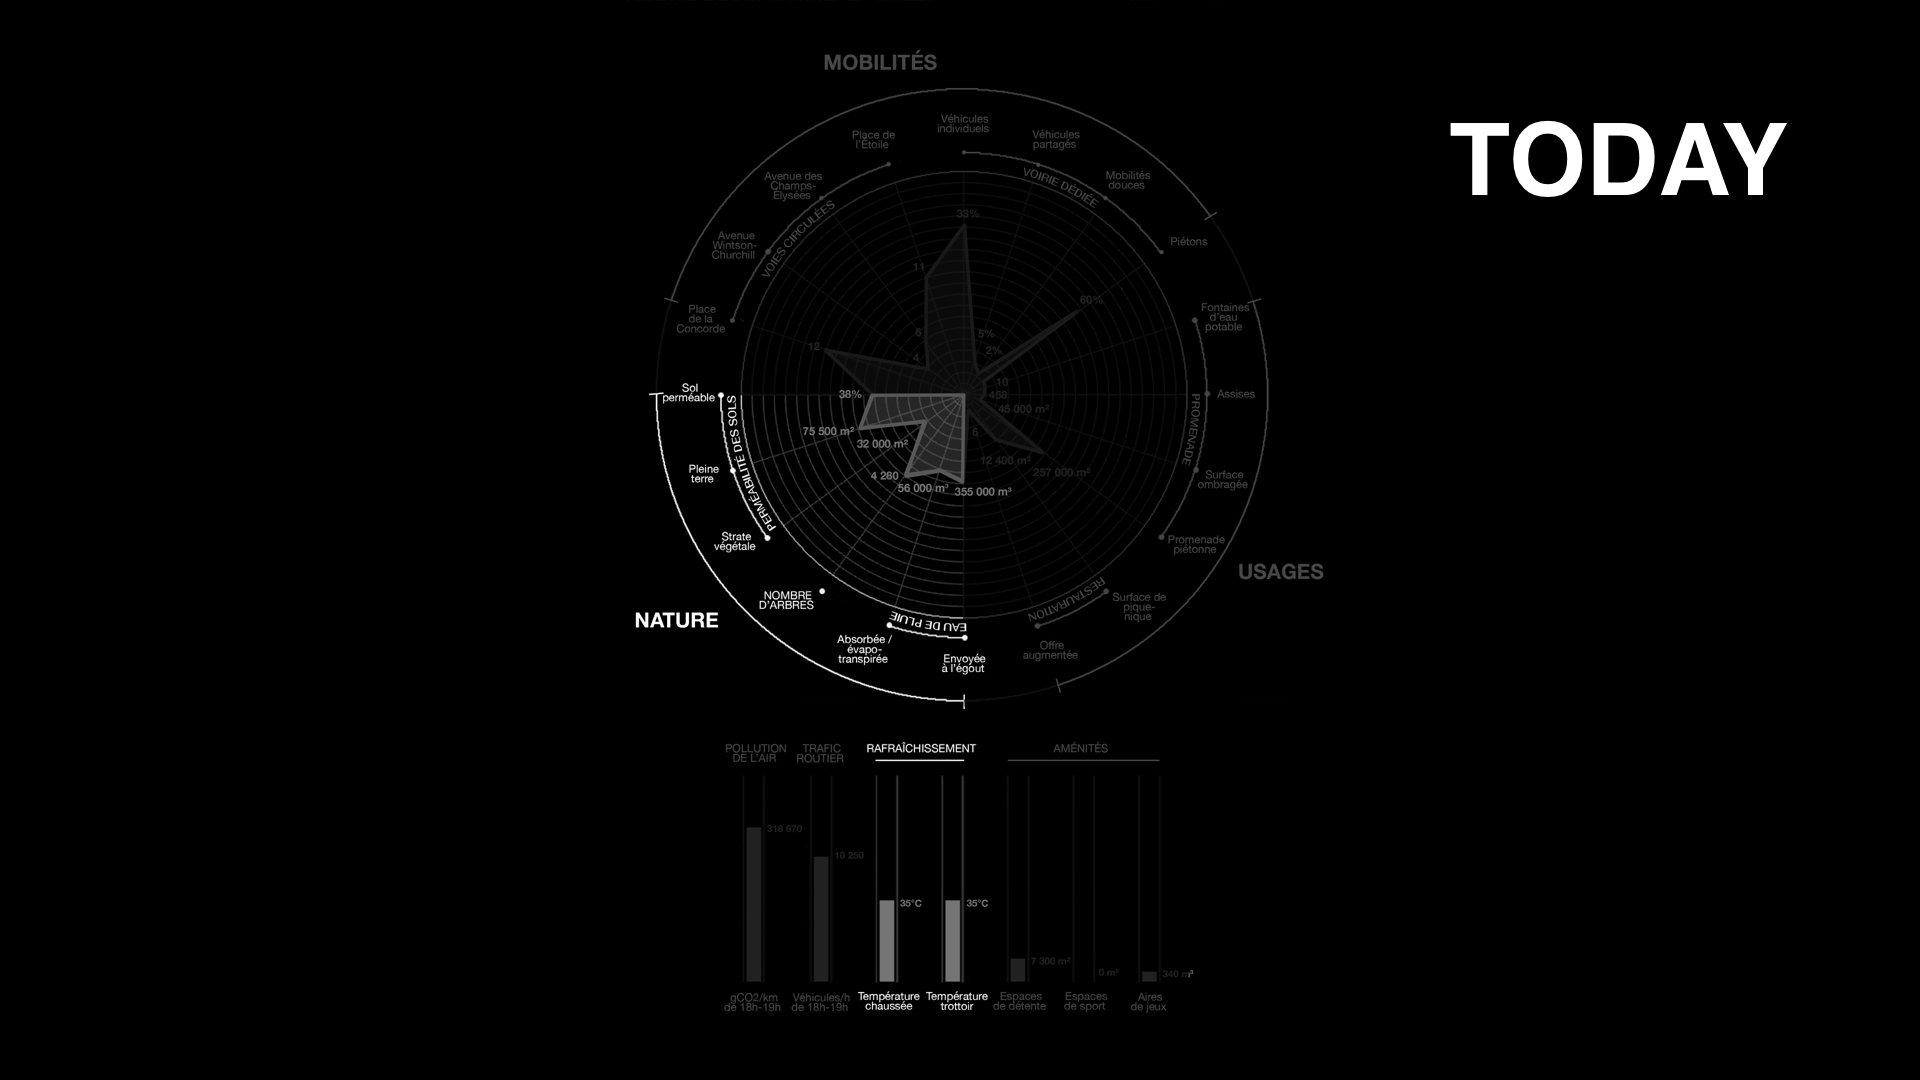 MOBILITÉS
TODAY
Véhicules
individuels
Place de
l'Étoile
Véhicules
partagés
Avenue des
Champs-
Élysées
Mobilités
douces
VOIRIE DÉDIÉE
VOIES CIRCULÉES
Avenue
Wintson-
Churchill
Piétons
33%
11
60%
Place
de la
Concorde
Fontaines
d'eau
potable
6
5%
12
4
2%
10
Sol
perméable
38%
458
Assises
45 000 m²
PERMÉABILITÉ DES SOLS
PROMENADE
75 500 m²
6
32 000 m²
12 400 m²
257 000 m²
Pleine
terre
4 280
56 000 m³
355 000 m³
Surface
ombragée
Strate
végétale
Promenade
piétonne
USAGES
NOMBRE
D'ARBRES
RESTAURATION
Surface de
pique-
nique
NATURE
EAU DE PLUIE
Absorbée /
évapo-
transpirée
Envoyée
à l'égout
Offre
augmentée
POLLUTION
DE L'AIR
TRAFIC
ROUTIER
RAFRAÎCHISSEMENT
AMÉNITÉS
318 670
10 250
35°C
35°C
7 300 m²
0 m²
340 m³
gCO2/km
de 18h-19h
Véhicules/h
de 18h-19h
Température
chaussée
Température
trottoir
Espaces
de détente
Espaces
de sport
Aires
de jeux